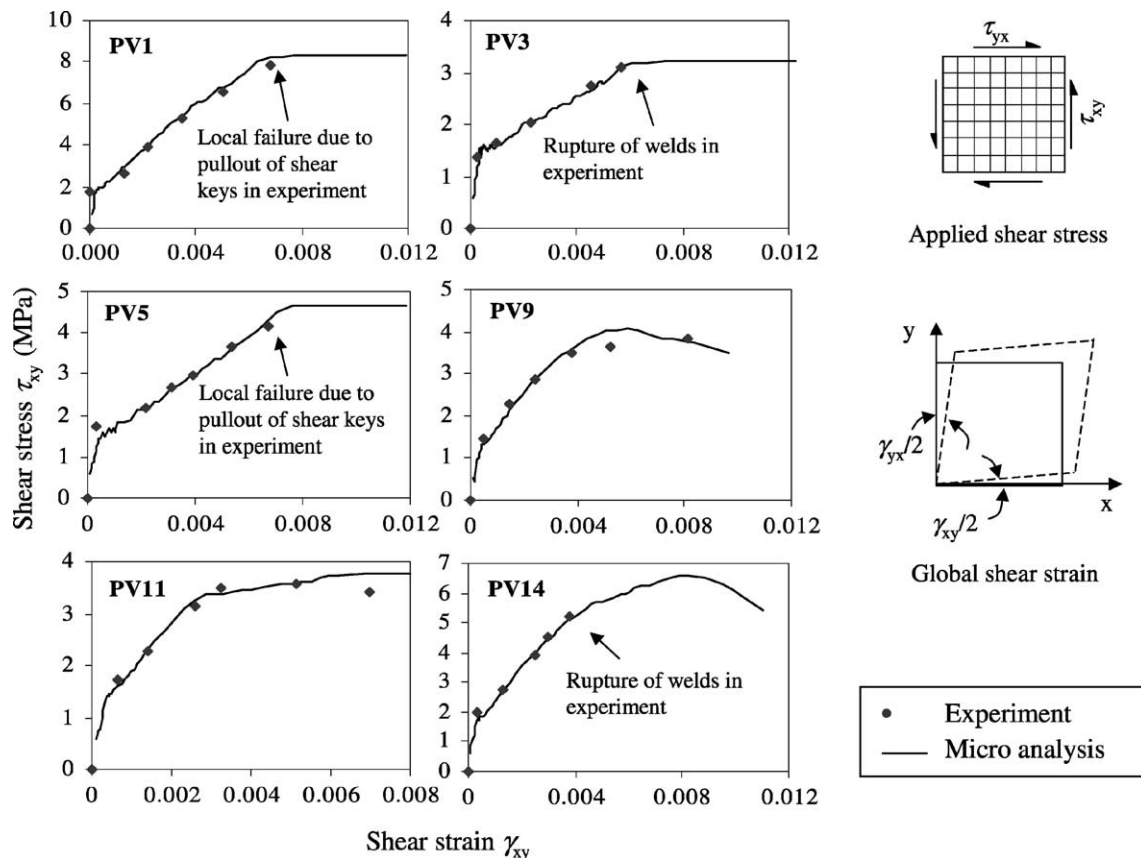 PV1
10
8
6
4
2
0
0.000
0.004
0.008
0.012
Local failure due to
pullout of shear
keys in experiment
PV3
4
3
2
1
0
0
0.004
0.008
0.012
Rupture of welds in
experiment
τyx
τxy
Applied shear stress
PV5
5
4
3
2
1
0
0
0.004
0.008
0.012
Local failure due to
pullout of shear keys
in experiment
Shear stress τxy (MPa)
PV9
5
4
3
2
1
0
0
0.004
0.008
0.012
y
γyx/2
x
γxy/2
Global shear strain
PV11
4
3
2
1
0
0
0.002
0.004
0.006
0.008
PV14
7
6
5
4
3
2
1
0
0
0.004
0.008
0.012
Rupture of welds in
experiment
Experiment
Micro analysis
Shear strain γxy